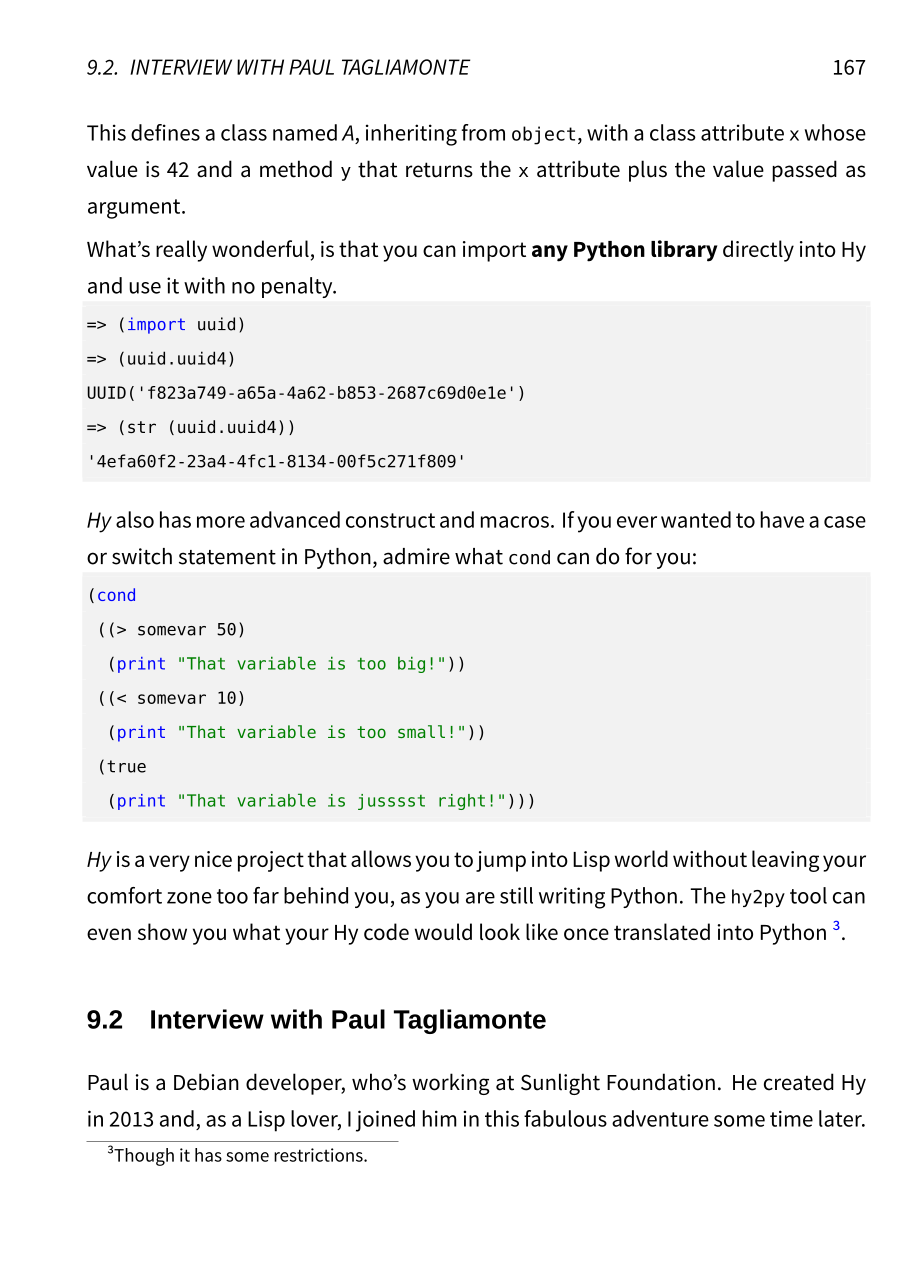 9.2. INTERVIEW WITH PAUL TAGLIAMONTE 167
This defines a class named A, inheriting from object, with a class attribute x whose
value is 42 and a method y that returns the x attribute plus the value passed as
argument.
What’s really wonderful, is that you can import any Python library directly into Hy
and use it with no penalty.
=> (import uuid)
=> (uuid.uuid4)
UUID('f823a749-a65a-4a62-b853-2687c69d0e1e')
=> (str (uuid.uuid4))
'4efa60f2-23a4-4fc1-8134-00f5c271f809'
Hy also has more advanced construct and macros. If you ever wanted to have a case
or switch statement in Python, admire what cond can do for you:
(cond
 ((> somevar 50)
  (print "That variable is too big!"))
 ((< somevar 10)
  (print "That variable is too small!"))
 (true
  (print "That variable is jusssst right!")))
Hy is a very nice project that allows you to jump into Lisp world without leaving your
comfort zone too far behind you, as you are still writing Python. The hy2py tool can
even show you what your Hy code would look like once translated into Python 3.
9.2 Interview with Paul Tagliamonte
Paul is a Debian developer, who’s working at Sunlight Foundation. He created Hy
in 2013 and, as a Lisp lover, I joined him in this fabulous adventure some time later.
3Though it has some restrictions.